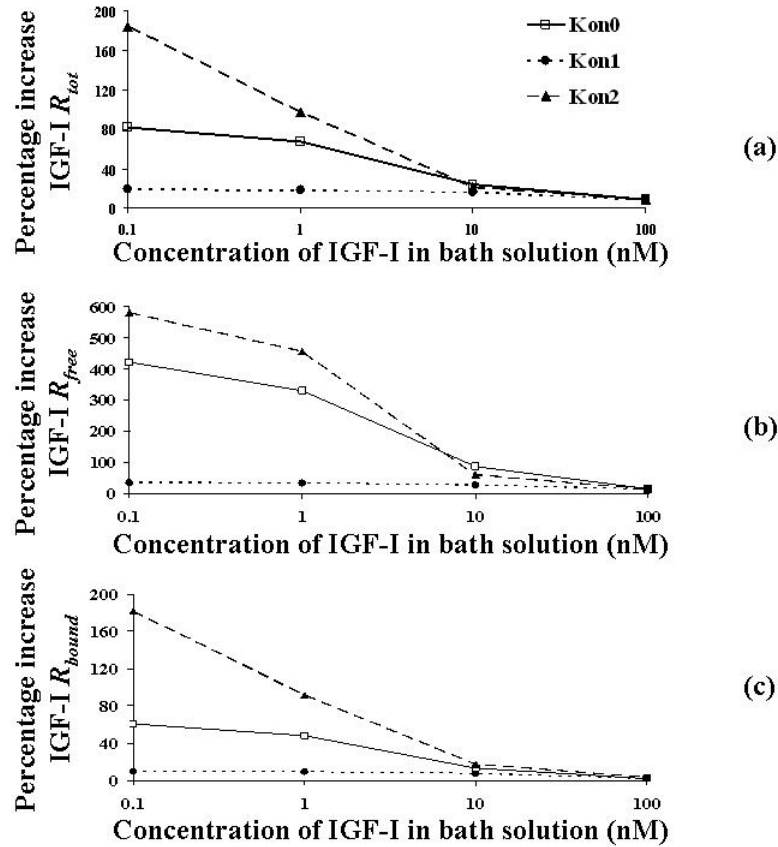 200
160
120
80
40
0
Percentage increase
IGF-I Rtot
Kon0
Kon1
Kon2
(a)
0.1 1 10 100
Concentration of IGF-I in bath solution (nM)
600
500
400
300
200
100
0
Percentage increase
IGF-I Rfree
(b)
0.1 1 10 100
Concentration of IGF-I in bath solution (nM)
200
160
120
80
40
0
Percentage increase
IGF-I Rbound
(c)
0.1 1 10 100
Concentration of IGF-I in bath solution (nM)